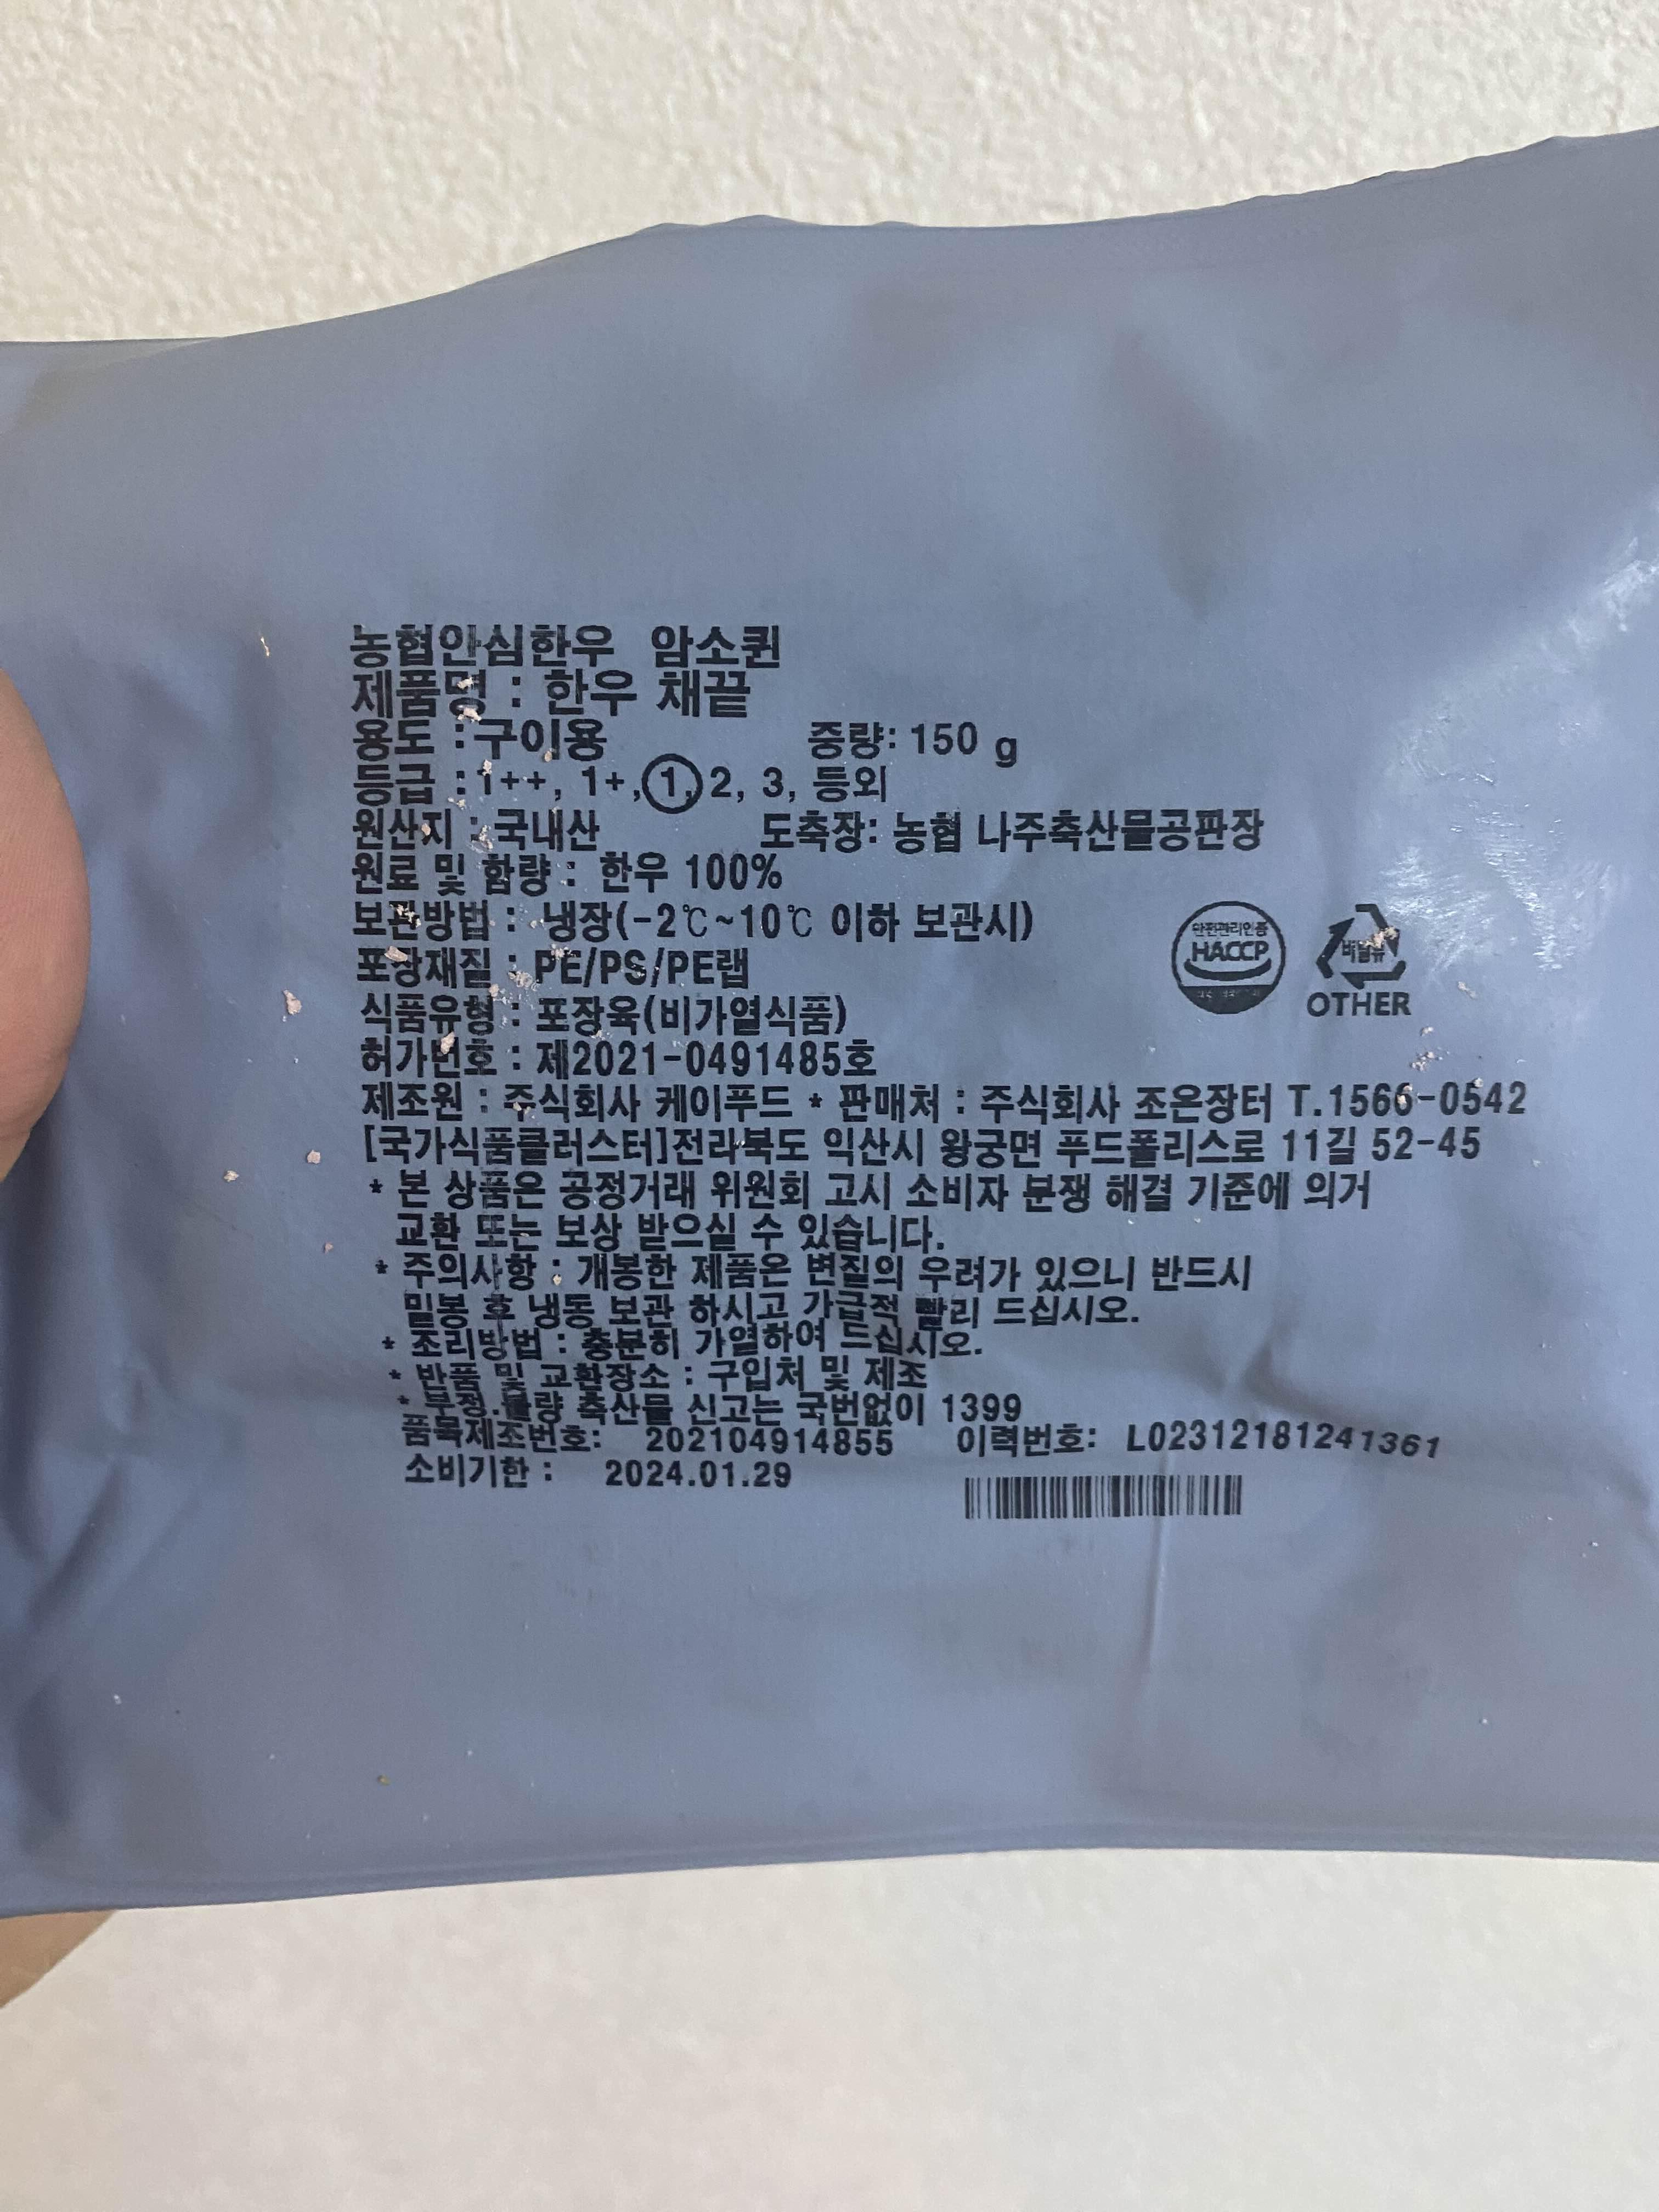 농협안심한우 암소퀸
제품명 : 한우 채끝
용도 : 구이용 중량: 150 g
등급 : 1++, 1+, 1, 2, 3, 등외
원산지 : 국내산 도축장: 농협 나주축산물공판장
원료 및 함량 : 한우 100%
보관방법 : 냉장(-2℃~10℃ 이하 보관시)
포장재질 : PE/PS/PE랩
식품유형 : 포장육(비가열식품)
허가번호 : 제2021-0491485호
안전관리인증
HACCP
비닐류
OTHER
제조원 : 주식회사 케이푸드 * 판매처 : 주식회사 조은장터 T.1566-0542
[국가식품클러스터]전라북도 익산시 왕궁면 푸드폴리스로 11길 52-45
* 본 상품은 공정거래 위원회 고시 소비자 분쟁 해결 기준에 의거
교환 또는 보상 받으실 수 있습니다.
* 주의사항 : 개봉한 제품은 변질의 우려가 있으니 반드시
밀봉 후 냉동 보관 하시고 가급적 빨리 드십시오.
* 조리방법 : 충분히 가열하여 드십시오.
* 반품 및 교환장소 : 구입처 및 제조
* 부정.불량 축산물 신고는 국번없이 1399
품목제조번호: 202104914855 이력번호: L02312181241361
소비기한 : 2024.01.29